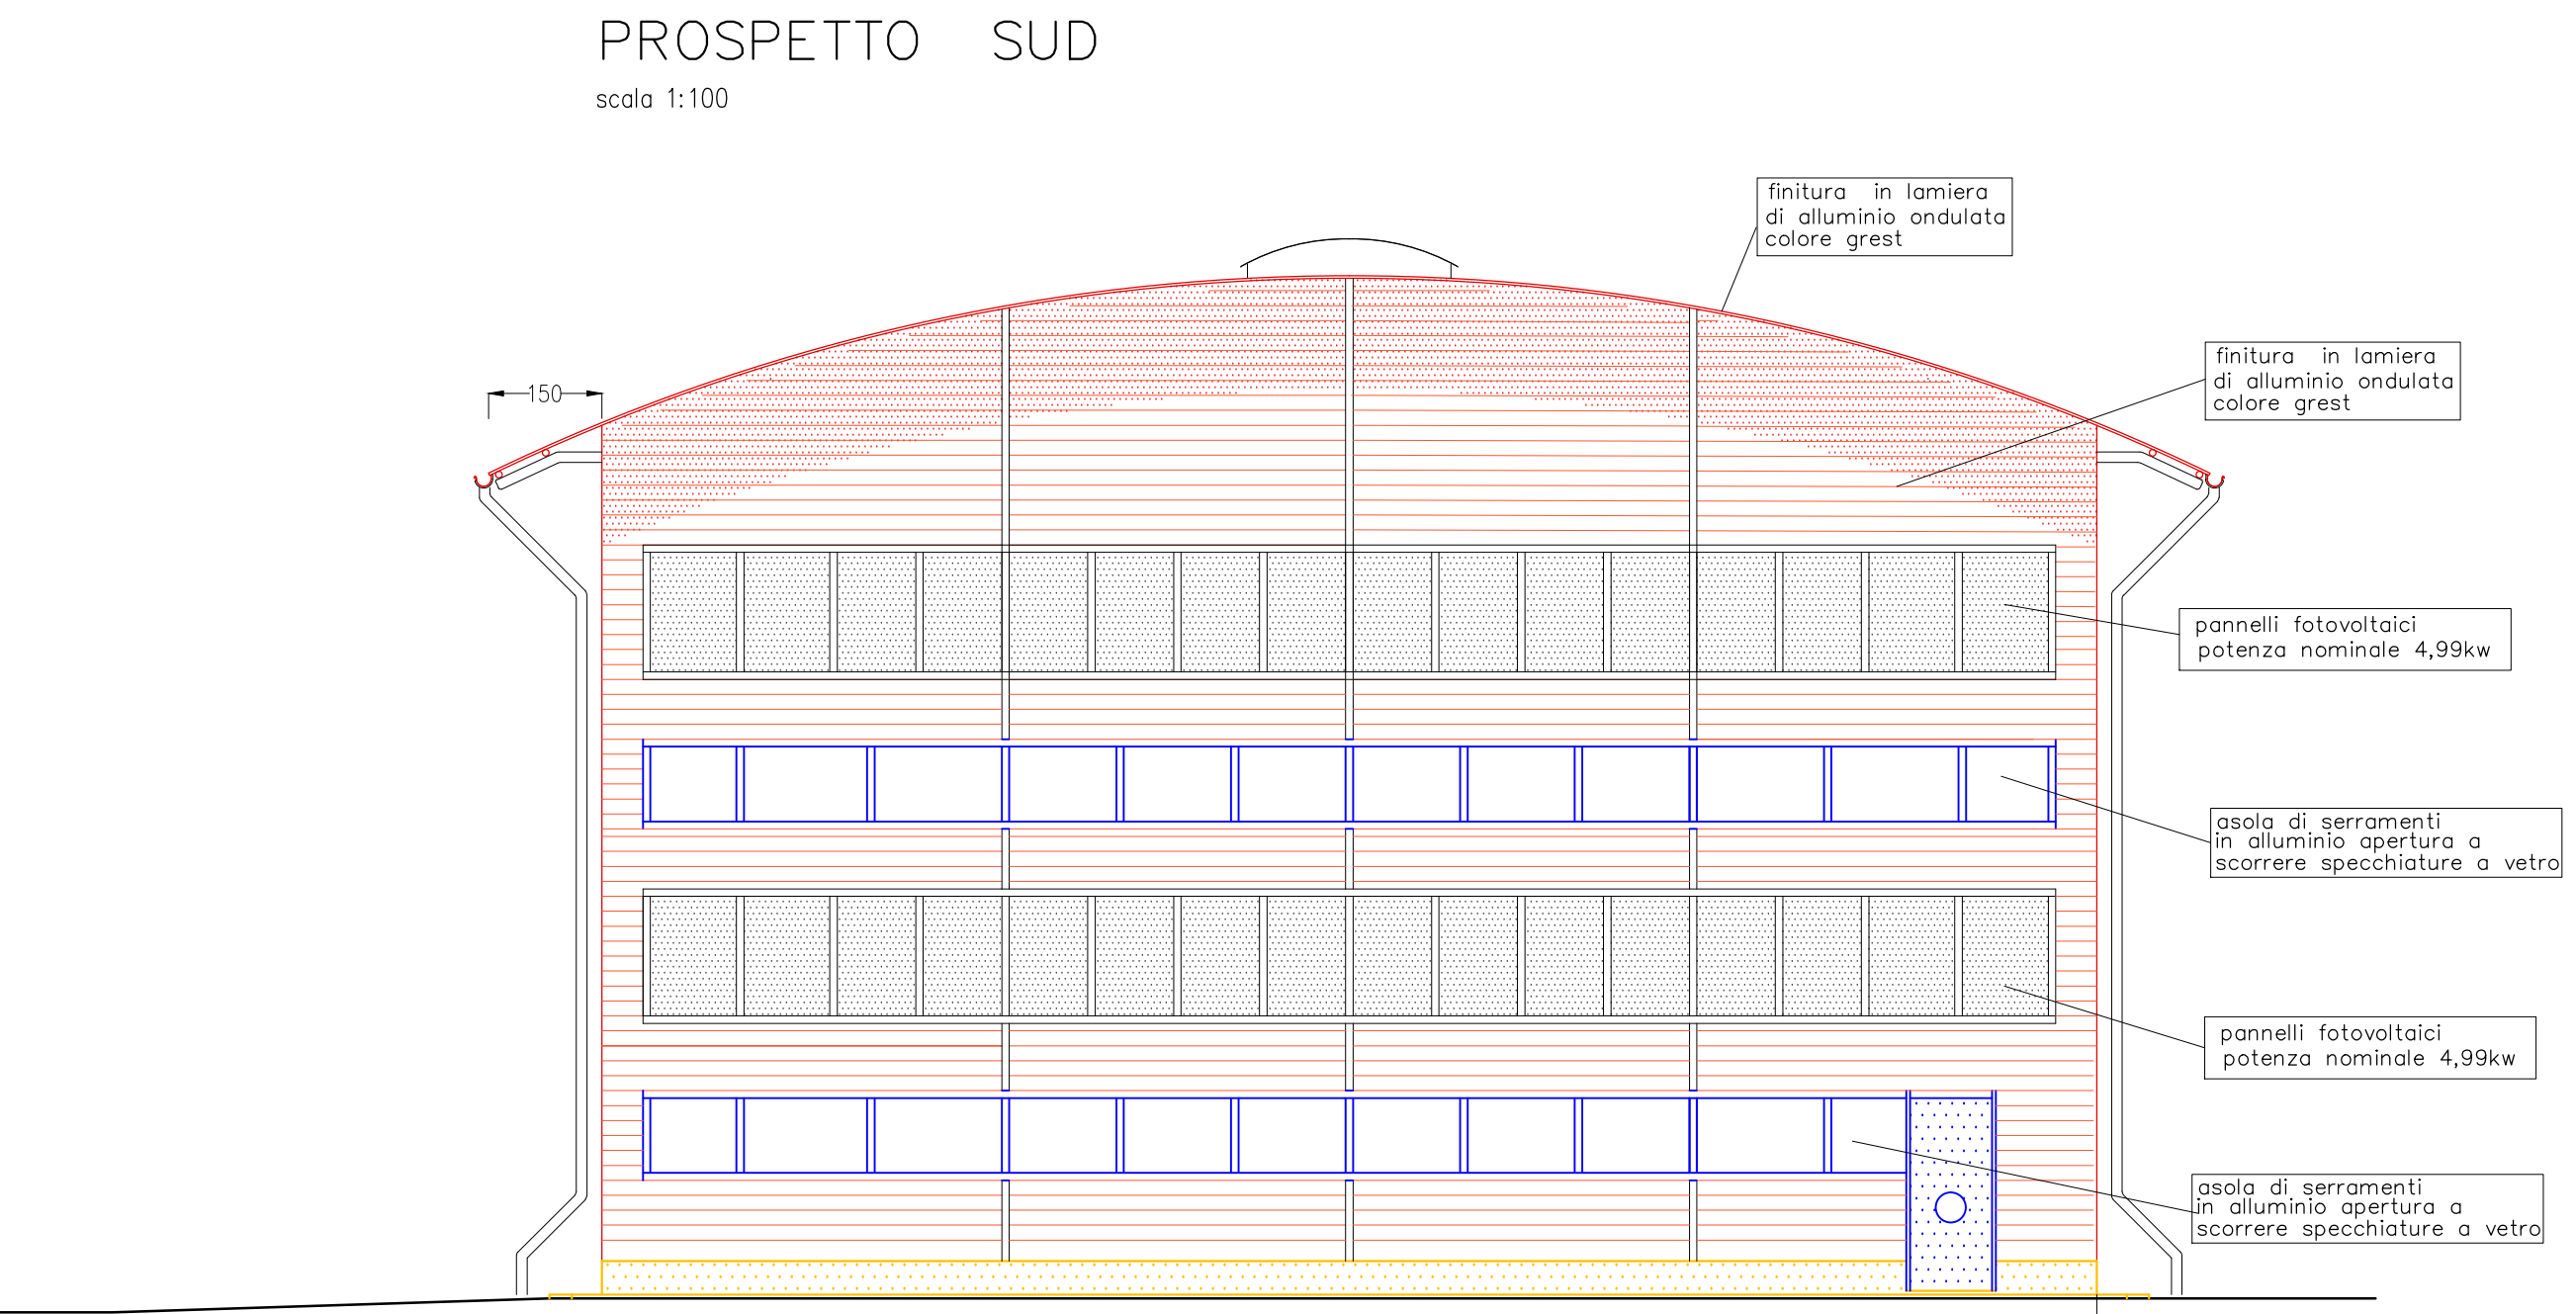 PROSPETTO SUD
scala 1:100
finitura in lamiera
di alluminio ondulata
colore grest
finitura in lamiera
di alluminio ondulata
colore grest
150
pannelli fotovoltaici
potenza nominale 4,99kw
asola di serramenti
in alluminio apertura a
scorrere specchiature a vetro
pannelli fotovoltaici
potenza nominale 4,99kw
asola di serramenti
in alluminio apertura a
scorrere specchiature a vetro